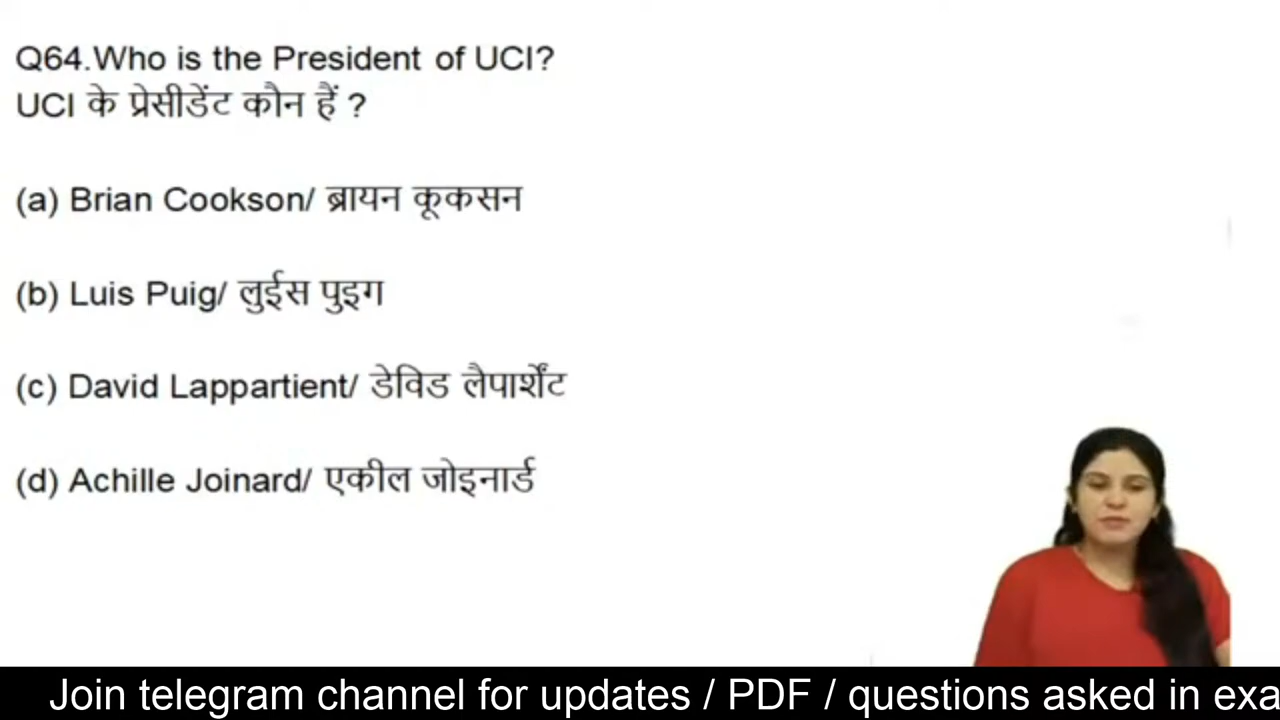 Q64.Who is the President of UCI?
UCI के प्रेसीडेंट कौन हैं ?
(a) Brian Cookson/ ब्रायन कूकसन
(b) Luis Puig/ लुईस पुइग
(c) David Lappartient/ डेविड लैपार्शेंट
(d) Achille Joinard/ एकील जोइनार्ड
Join telegram channel for updates / PDF / questions asked in exa